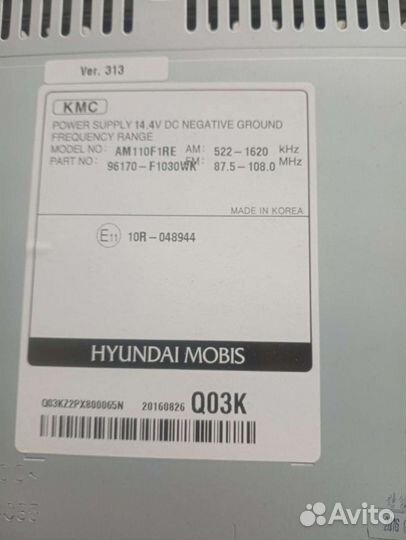 Ver. 313
KMC
POWER SUPPLY 14.4V DC NEGATIVE GROUND
FREQUENCY RANGE
MODEL NO: AM110F1RE AM: 522-1620 kHz
PART NO: 96170-F1030WK FM: 87.5-108.0 MHz
MADE IN KOREA
E11 10R-048944
HYUNDAI MOBIS
Q03KZ2PX800065N 20160826 Q03K
Avito